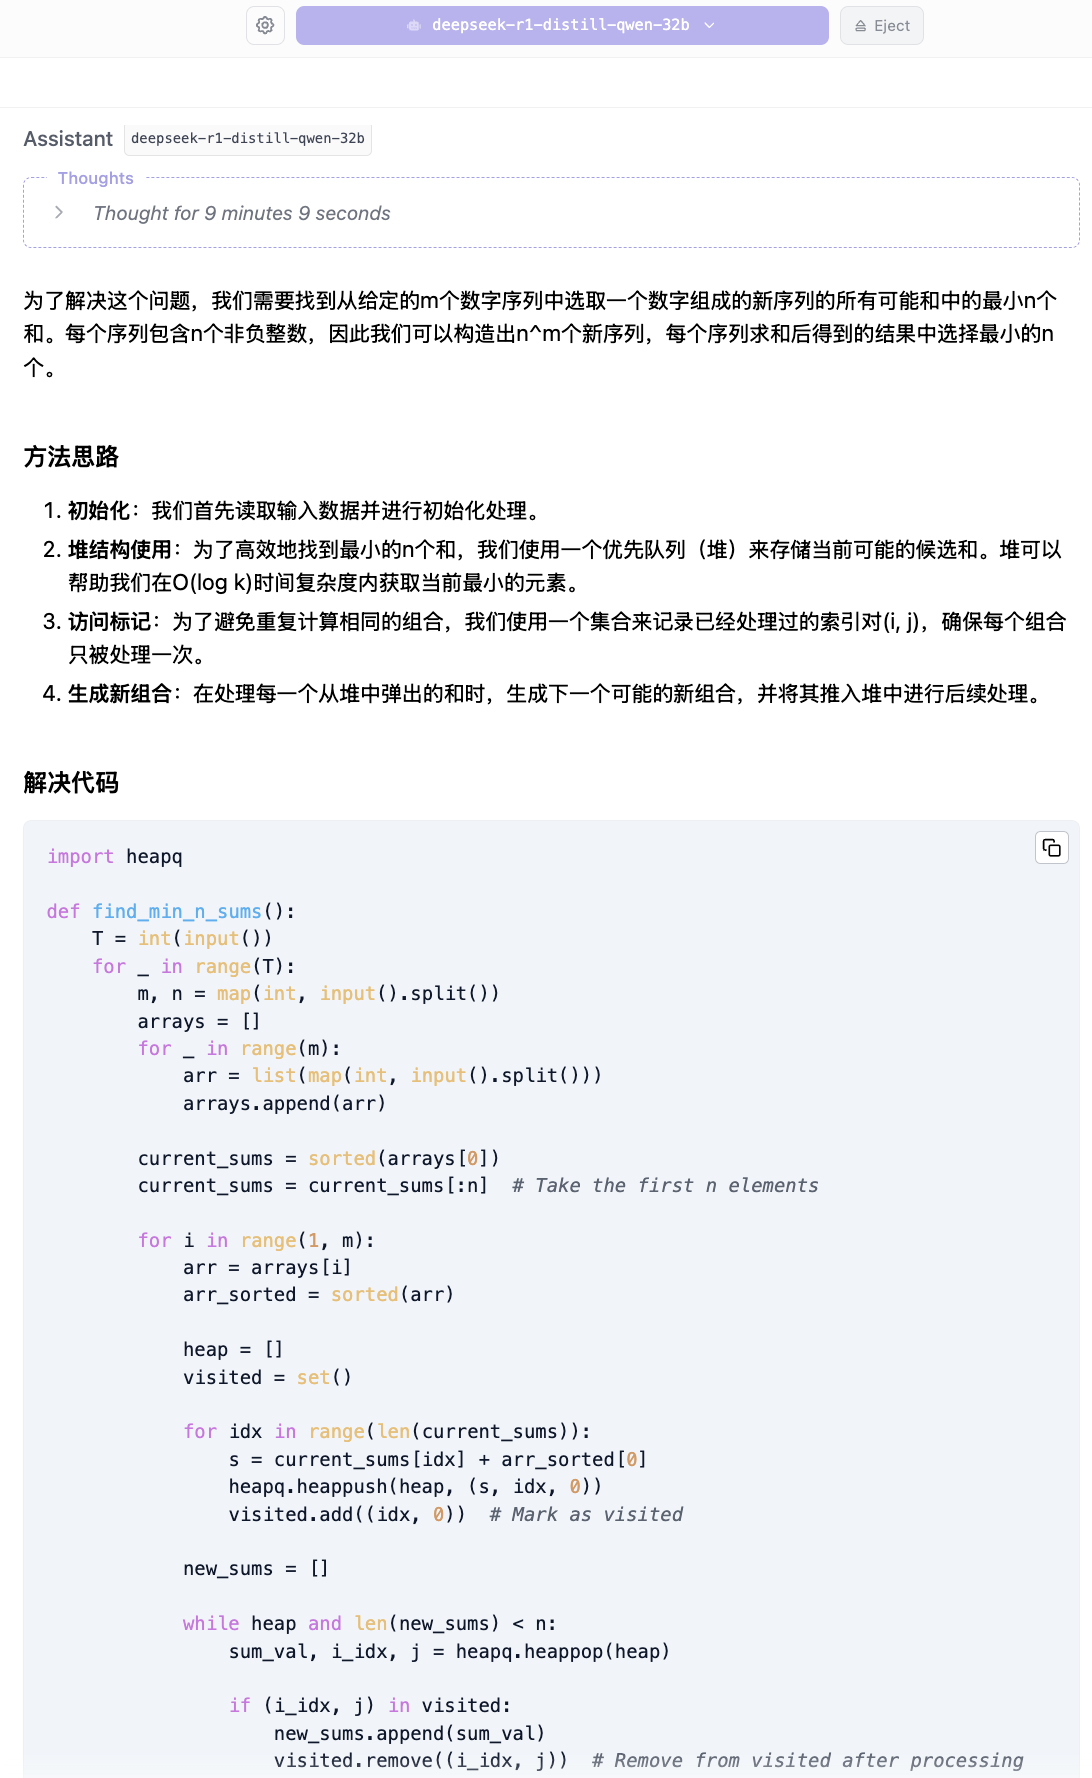 deepseek-r1-distill-qwen-32b
Eject
Assistant deepseek-r1-distill-qwen-32b
Thoughts
Thought for 9 minutes 9 seconds
为了解决这个问题，我们需要找到从给定的m个数字序列中选取一个数字组成的新序列的所有可能和中的最小n个
和。每个序列包含n个非负整数，因此我们可以构造出n^m个新序列，每个序列求和后得到的结果中选择最小的n
个。
方法思路
1. 初始化：我们首先读取输入数据并进行初始化处理。
2. 堆结构使用：为了高效地找到最小的n个和，我们使用一个优先队列（堆）来存储当前可能的候选和。堆可以
帮助我们在O(log k)时间复杂度内获取当前最小的元素。
3. 访问标记：为了避免重复计算相同的组合，我们使用一个集合来记录已经处理过的索引对(i, j)，确保每个组合
只被处理一次。
4. 生成新组合：在处理每一个从堆中弹出的和时，生成下一个可能的新组合，并将其推入堆中进行后续处理。
解决代码
import heapq
def find_min_n_sums():
    T = int(input())
    for _ in range(T):
        m, n = map(int, input().split())
        arrays = []
        for _ in range(m):
            arr = list(map(int, input().split()))
            arrays.append(arr)
        current_sums = sorted(arrays[0])
        current_sums = current_sums[:n]  # Take the first n elements
        for i in range(1, m):
            arr = arrays[i]
            arr_sorted = sorted(arr)
            heap = []
            visited = set()
            for idx in range(len(current_sums)):
                s = current_sums[idx] + arr_sorted[0]
                heapq.heappush(heap, (s, idx, 0))
                visited.add((idx, 0))  # Mark as visited
            new_sums = []
            while heap and len(new_sums) < n:
                sum_val, i_idx, j = heapq.heappop(heap)
                if (i_idx, j) in visited:
                    new_sums.append(sum_val)
                    visited.remove((i_idx, j))  # Remove from visited after processing